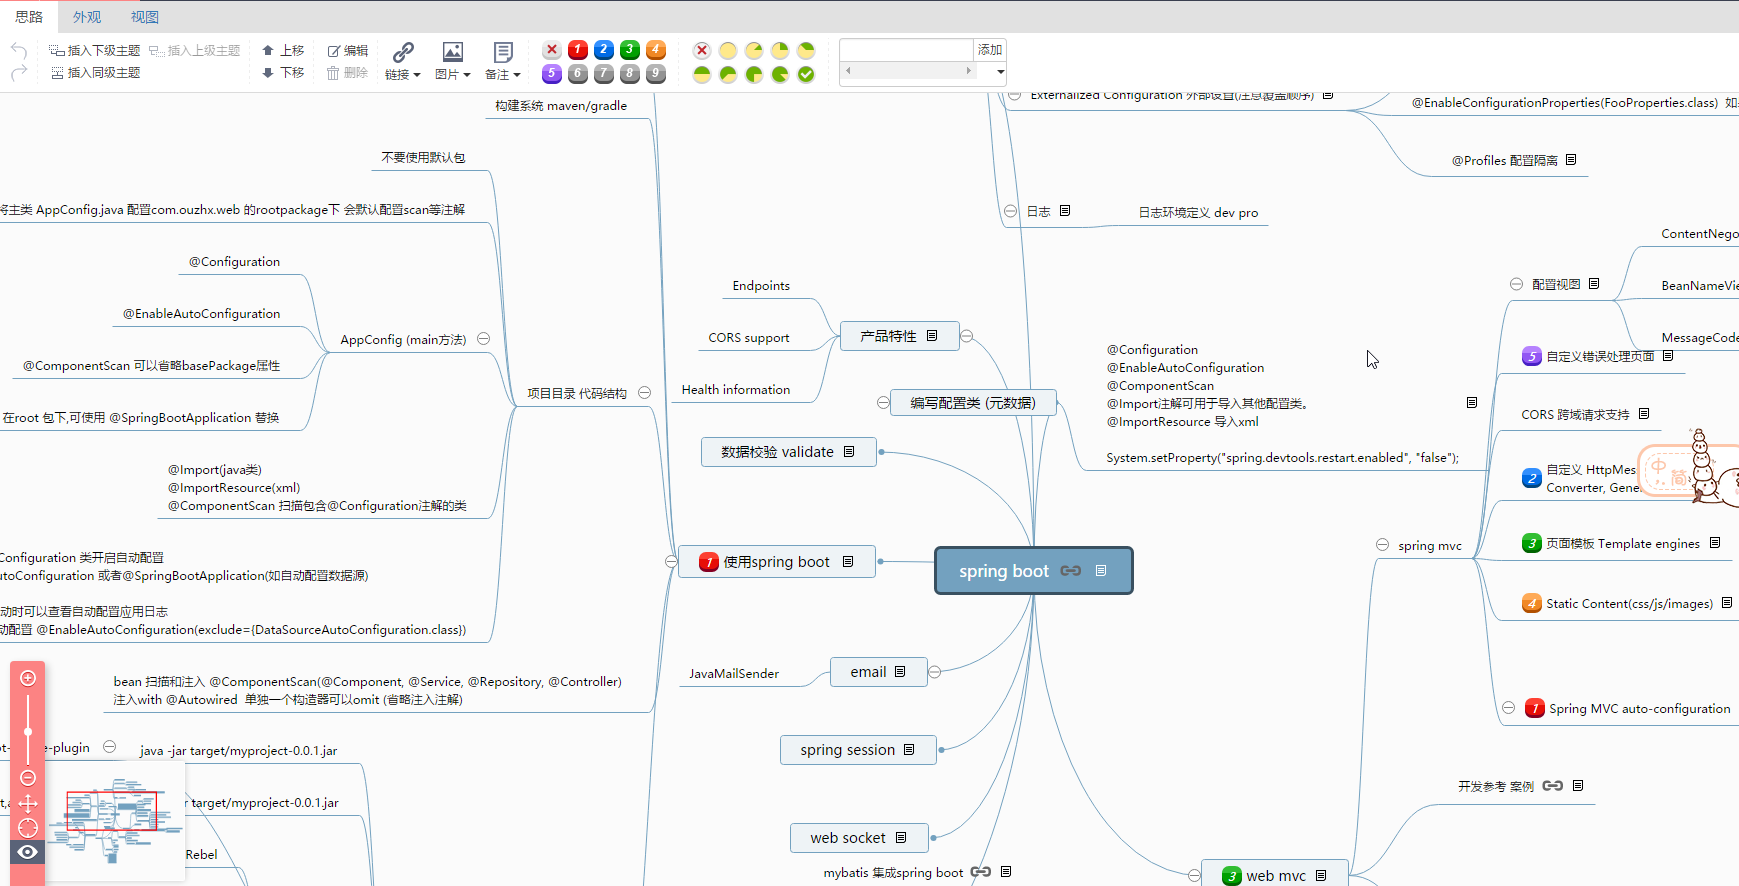 思路 外观 视图
插入下级主题 插入上级主题 上移 编辑
插入同级主题 下移 删除 链接 图片 备注
1 2 3 4
5 6 7 8 9
添加
构建系统 maven/gradle
不要使用默认包
将主类 AppConfig.java 配置com.ouzhx.web 的rootpackage下 会默认配置scan等注解
@Configuration
@EnableAutoConfiguration
AppConfig (main方法)
@ComponentScan 可以省略basePackage属性
在root 包下,可使用 @SpringBootApplication 替换
项目目录 代码结构
@Import(java类)
@ImportResource(xml)
@ComponentScan 扫描包含@Configuration注解的类
Configuration 类开启自动配置
utoConfiguration 或者@SpringBootApplication(如自动配置数据源)
动时可以查看自动配置应用日志
动配置 @EnableAutoConfiguration(exclude={DataSourceAutoConfiguration.class})
bean 扫描和注入 @ComponentScan(@Component, @Service, @Repository, @Controller)
注入with @Autowired 单独一个构造器可以omit (省略注入注解)
e-plugin
java -jar target/myproject-0.0.1.jar
target/myproject-0.0.1.jar
Rebel
Endpoints
CORS support
Health information
产品特性
编写配置类 (元数据)
数据校验 validate
1 使用spring boot
spring boot
JavaMailSender
email
spring session
web socket
mybatis 集成spring boot
Externalized Configuration 外部设置(注意覆盖顺序)
@EnableConfigurationProperties(FooProperties.class) 如
@Profiles 配置隔离
日志
日志环境定义 dev pro
@Configuration
@EnableAutoConfiguration
@ComponentScan
@Import注解可用于导入其他配置类。
@ImportResource 导入xml
System.setProperty("spring.devtools.restart.enabled", "false");
ContentNego
配置视图
BeanNameVie
MessageCode
5 自定义错误处理页面
CORS 跨域请求支持
2 自定义 HttpMes
Converter, Gene
中 简
spring mvc
3 页面模板 Template engines
4 Static Content(css/js/images)
1 Spring MVC auto-configuration
开发参考 案例
3 web mvc